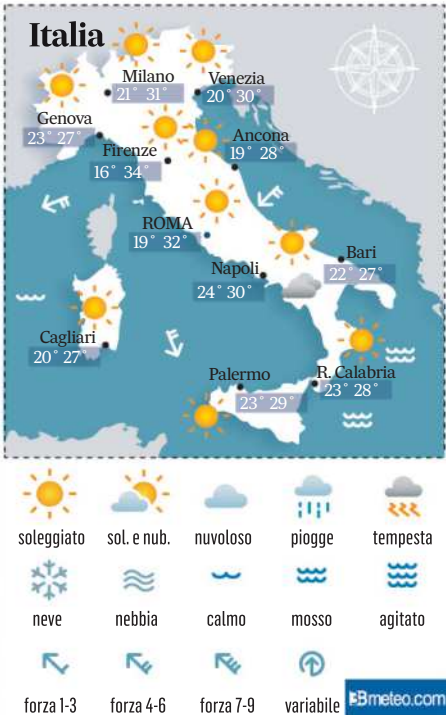 Italia
Milano
21° 31°
Venezia
20° 30°
Genova
23° 27°
Firenze
16° 34°
Ancona
19° 28°
ROMA
19° 32°
Napoli
24° 30°
Bari
22° 27°
Cagliari
20° 27°
Palermo
23° 29°
R. Calabria
23° 28°
soleggiato sol. e nub. nuvoloso piogge tempesta
neve nebbia calmo mosso agitato
forza 1-3 forza 4-6 forza 7-9 variabile
3Bmeteo.com